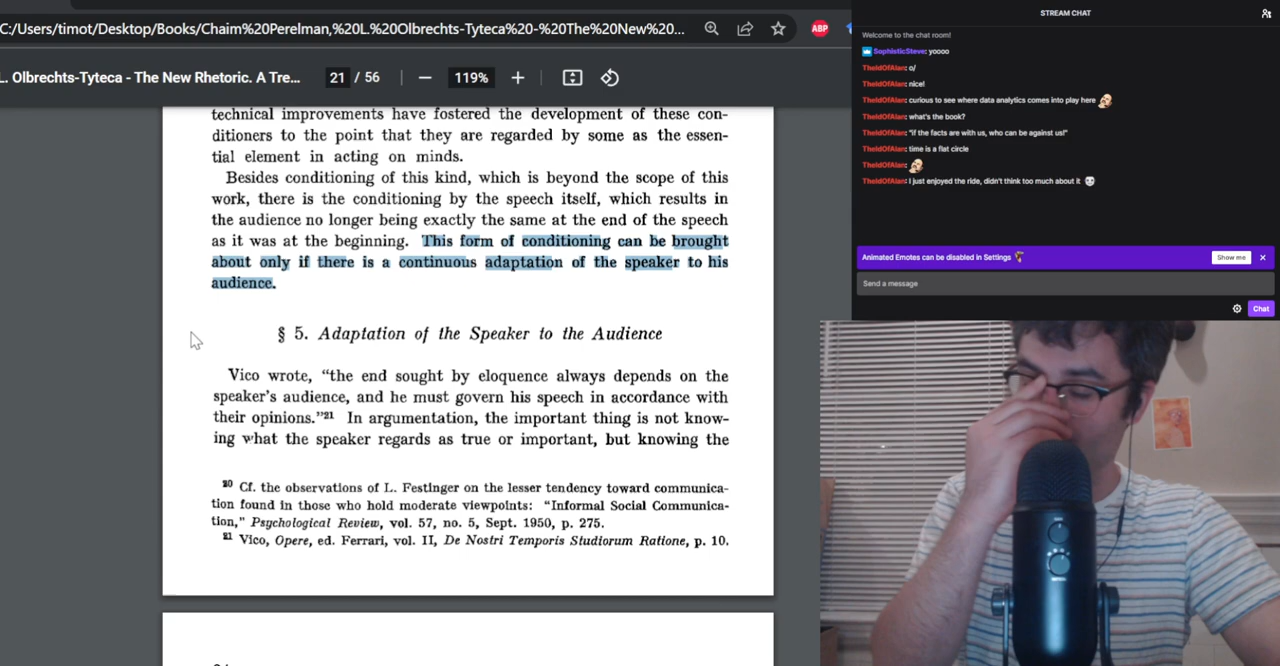 C:/Users/timot/Desktop/Books/Chaim%20Perelman,%20L.%20Olbrechts-Tyteca%20-%20The%20New%20...
ABP
L. Olbrechts-Tyteca - The New Rhetoric. A Tre...
21 / 56
119%
technical improvements have fostered the development of these con-
ditioners to the point that they are regarded by some as the essen-
tial element in acting on minds.
Besides conditioning of this kind, which is beyond the scope of this
work, there is the conditioning by the speech itself, which results in
the audience no longer being exactly the same at the end of the speech
as it was at the beginning. This form of conditioning can be brought
about only if there is a continuous adaptation of the speaker to his
audience.
§ 5. Adaptation of the Speaker to the Audience
Vico wrote, “the end sought by eloquence always depends on the
speaker's audience, and he must govern his speech in accordance with
their opinions.”21 In argumentation, the important thing is not know-
ing what the speaker regards as true or important, but knowing the
20 Cf. the observations of L. Festinger on the lesser tendency toward communica-
tion found in those who hold moderate viewpoints: “Informal Social Communica-
tion,” Psychological Review, vol. 57, no. 5, Sept. 1950, p. 275.
21 Vico, Opere, ed. Ferrari, vol. II, De Nostri Temporis Studiorum Ratione, p. 10.
STREAM CHAT
Welcome to the chat room!
SophisticSteve: yoooo
TheIdOfAlan: o/
TheIdOfAlan: nice!
TheIdOfAlan: curious to see where data analytics comes into play here
TheIdOfAlan: what's the book?
TheIdOfAlan: "if the facts are with us, who can be against us!"
TheIdOfAlan: time is a flat circle
TheIdOfAlan:
TheIdOfAlan: I just enjoyed the ride, didn't think too much about it
Animated Emotes can be disabled in Settings
Show me
Send a message
Chat